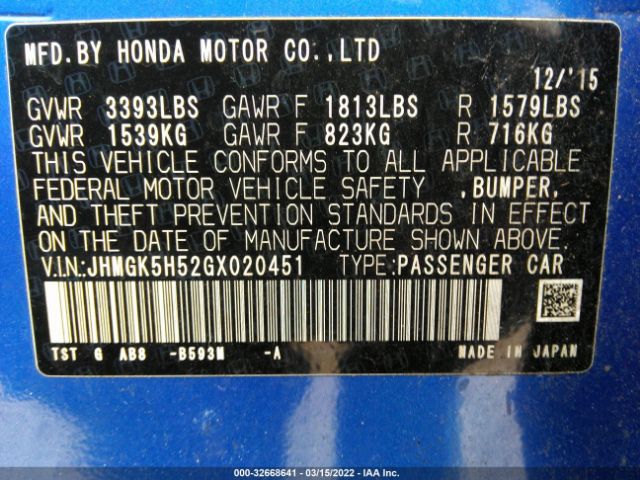 MFD.BY HONDA MOTOR CO.,LTD
12/'15
GVWR 3393LBS GAWR F 1813LBS R 1579LBS
GVWR 1539KG GAWR F 823KG R 716KG
THIS VEHICLE CONFORMS TO ALL APPLICABLE
FEDERAL MOTOR VEHICLE SAFETY ,BUMPER,
AND THEFT PREVENTION STANDARDS IN EFFECT
ON THE DATE OF MANUFACTURE SHOWN ABOVE.
V.I.N.:JHMGK5H52GX020451 TYPE:PASSENGER CAR
TST G AB8 -B593M -A MADE IN JAPAN
000-32668641 - 03/15/2022 - IAA Inc.